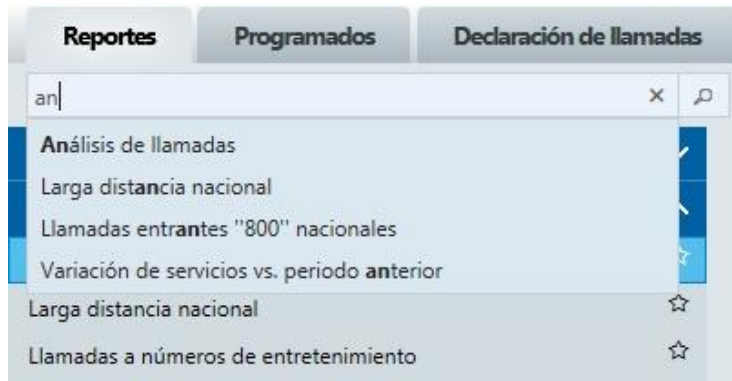 Reportes Programados Declaración de llamadas
an
Análisis de llamadas
Larga distancia nacional
Llamadas entrantes "800" nacionales
Variación de servicios vs. periodo anterior
Larga distancia nacional
Llamadas a números de entretenimiento